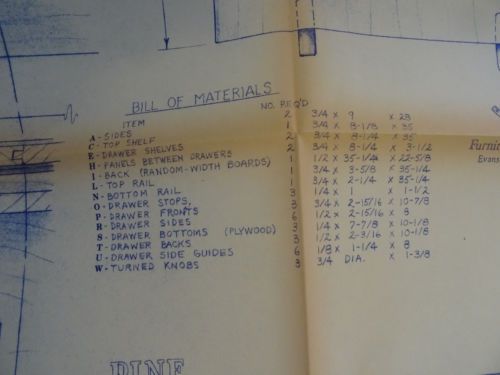 BILL OF MATERIALS
ITEM NO. REQ'D
A - SIDES 2 3/4 x 9 x 28
C - TOP SHELF 1 3/4 x 8-1/8 x 35
E - DRAWER SHELVES 2 3/4 x 8-1/4 x 35
H - PANELS BETWEEN DRAWERS 2 3/4 x 8-1/4 x 3-1/2
I - BACK (RANDOM-WIDTH BOARDS) 1 1/2 x 35-1/4 x 22-5/8
L - TOP RAIL 1 3/4 x 3-5/8 x 35-1/4
N - BOTTOM RAIL 1 3/4 x 2-1/4 x 35-1/4
O - DRAWER STOPS, 3 1/4 x 1 x 1-1/2
P - DRAWER FRONTS 3 3/4 x 2-15/16 x 10-7/8
R - DRAWER SIDES 6 1/2 x 2-15/16 x 8
S - DRAWER BOTTOMS (PLYWOOD) 3 1/4 x 7-7/8 x 10-1/8
T - DRAWER BACKS 3 1/2 x 2-3/16 x 10-1/8
U - DRAWER SIDE GUIDES 6 1/8 x 1-1/4 x 8
W - TURNED KNOBS 3 3/4 DIA. x 1-3/8
Furni
Evans
PINE
E